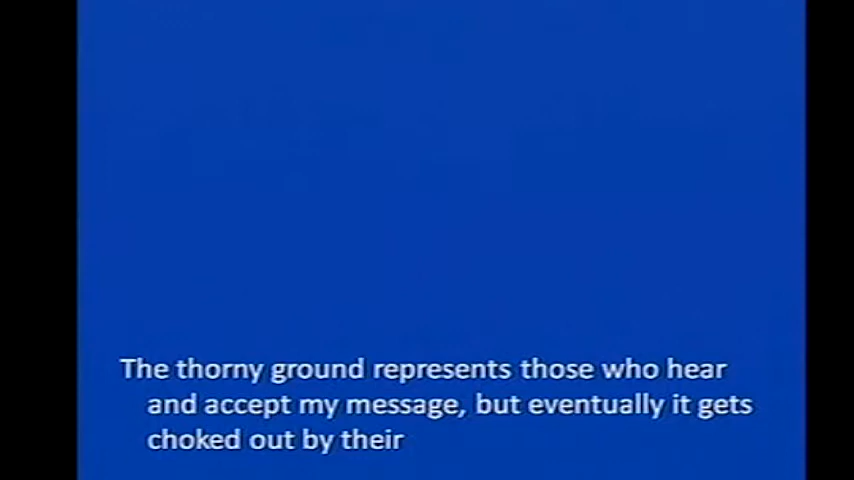 The thorny ground represents those who hear
and accept my message, but eventually it gets
choked out by their